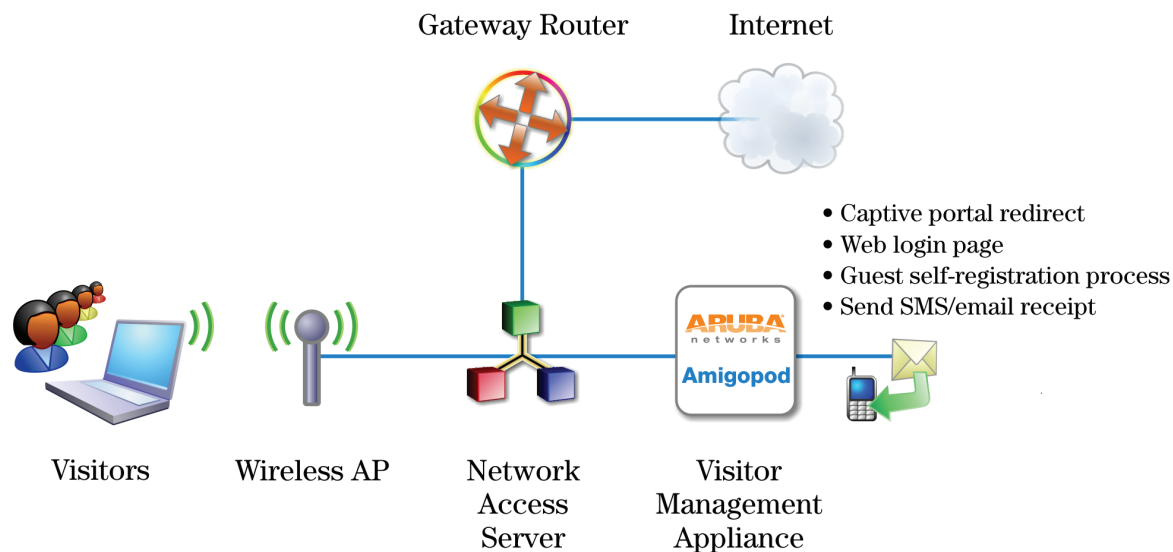 Gateway Router
Internet
• Captive portal redirect
• Web login page
• Guest self-registration process
• Send SMS/email receipt
ARUBA
networks
Amigopod
Visitors
Wireless AP
Network
Access
Server
Visitor
Management
Appliance